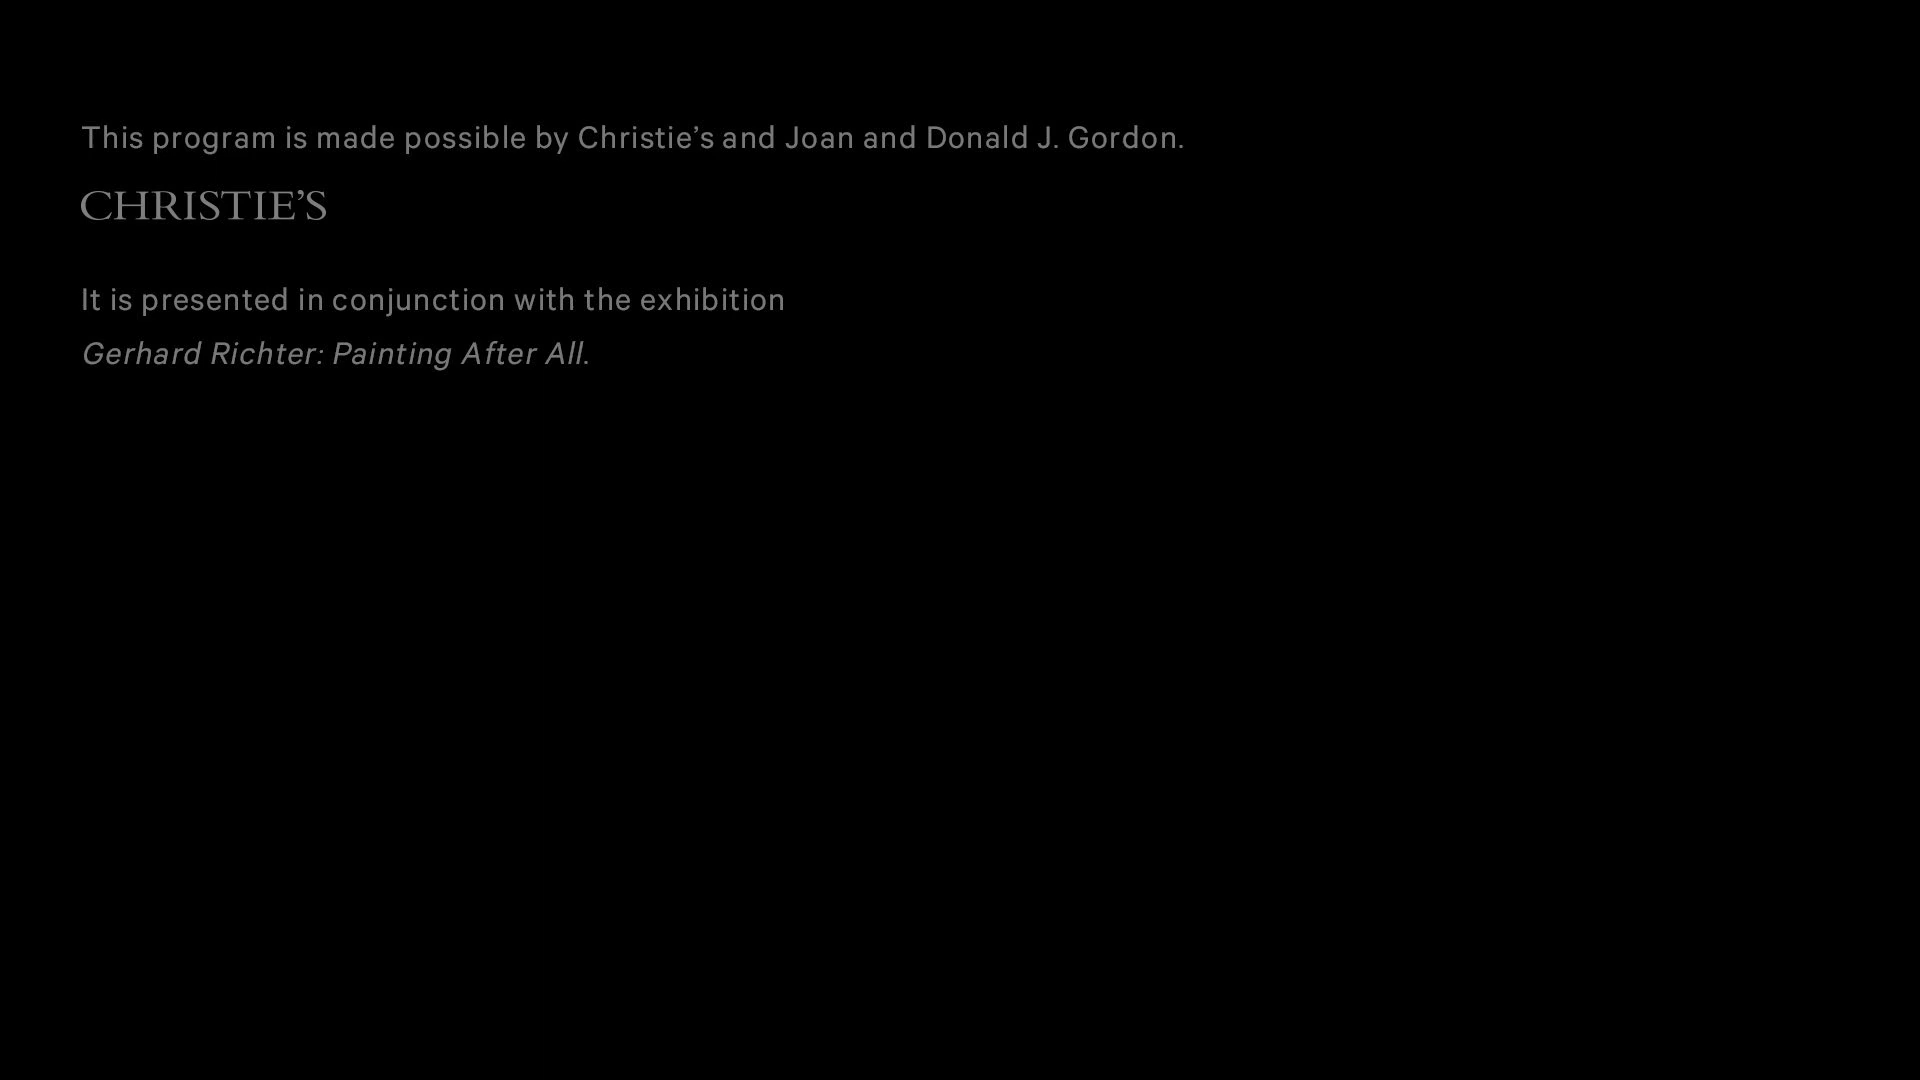 This program is made possible by Christie’s and Joan and Donald J. Gordon.
CHRISTIE’S
It is presented in conjunction with the exhibition
Gerhard Richter: Painting After All.